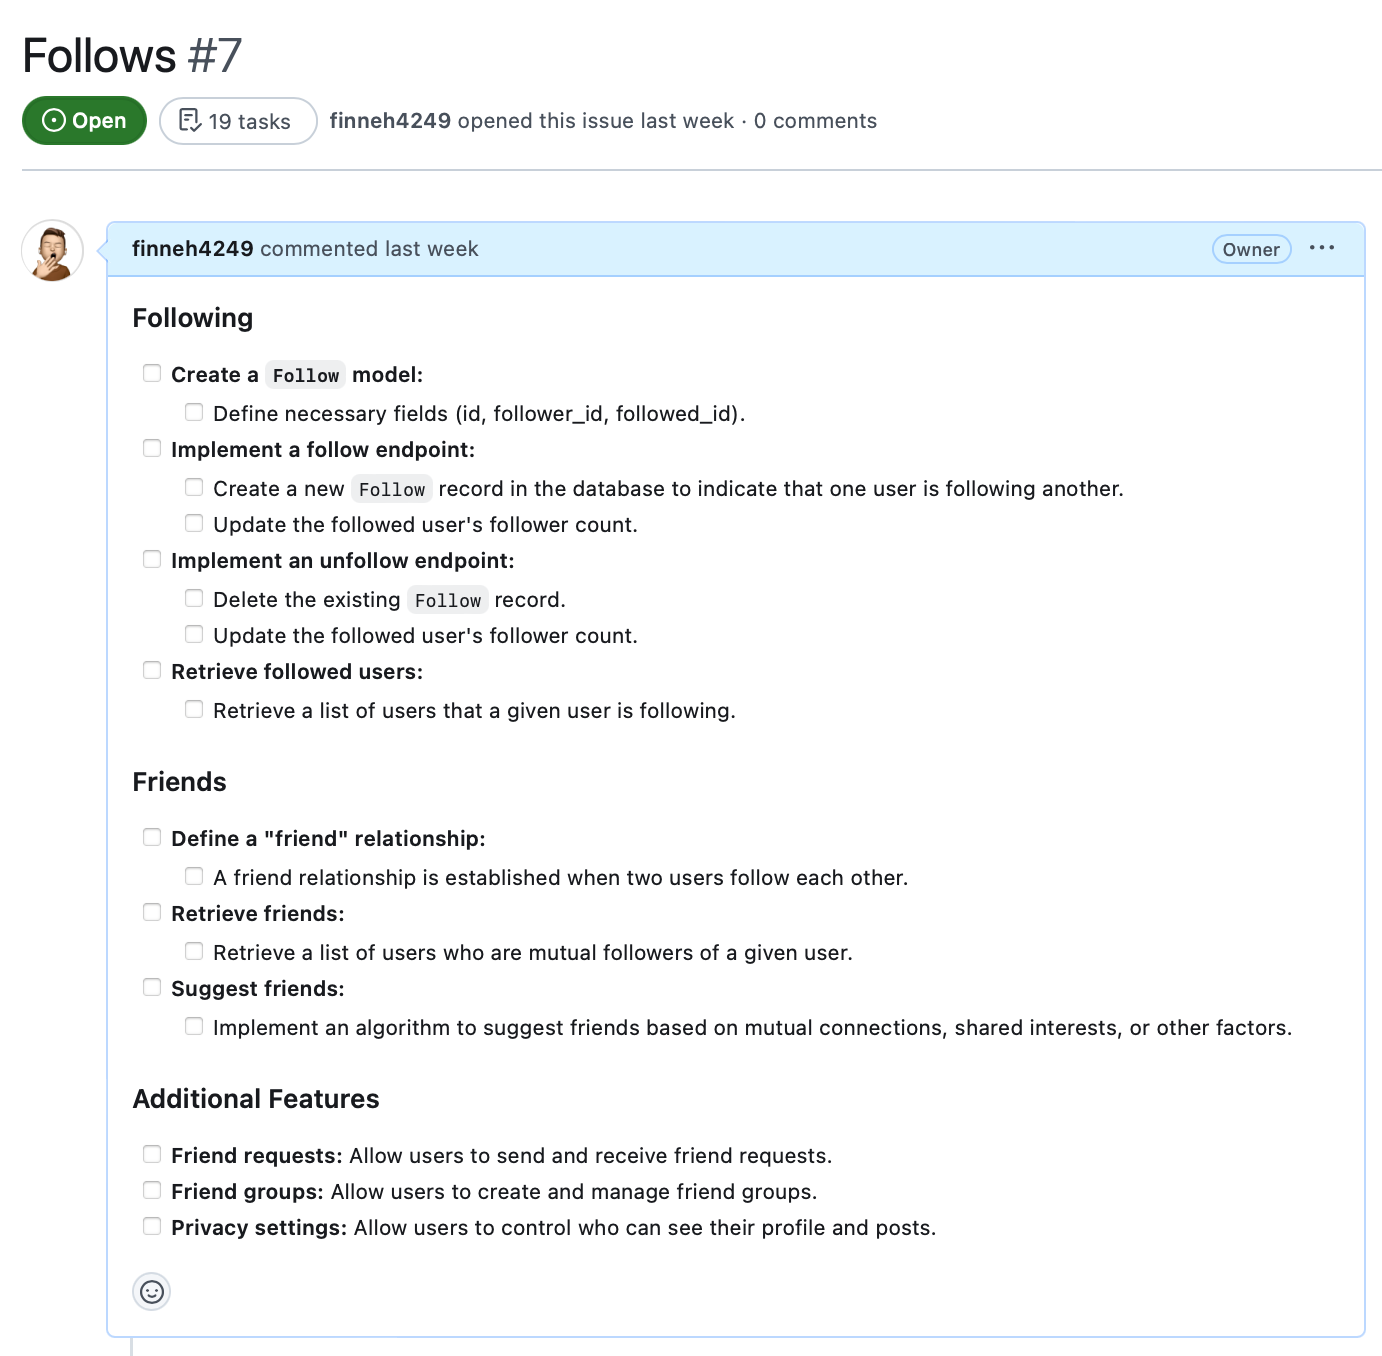 Follows #7
Open
19 tasks
finneh4249 opened this issue last week · 0 comments
finneh4249 commented last week
Owner
Following
Create a Follow model:
Define necessary fields (id, follower_id, followed_id).
Implement a follow endpoint:
Create a new Follow record in the database to indicate that one user is following another.
Update the followed user's follower count.
Implement an unfollow endpoint:
Delete the existing Follow record.
Update the followed user's follower count.
Retrieve followed users:
Retrieve a list of users that a given user is following.
Friends
Define a "friend" relationship:
A friend relationship is established when two users follow each other.
Retrieve friends:
Retrieve a list of users who are mutual followers of a given user.
Suggest friends:
Implement an algorithm to suggest friends based on mutual connections, shared interests, or other factors.
Additional Features
Friend requests: Allow users to send and receive friend requests.
Friend groups: Allow users to create and manage friend groups.
Privacy settings: Allow users to control who can see their profile and posts.